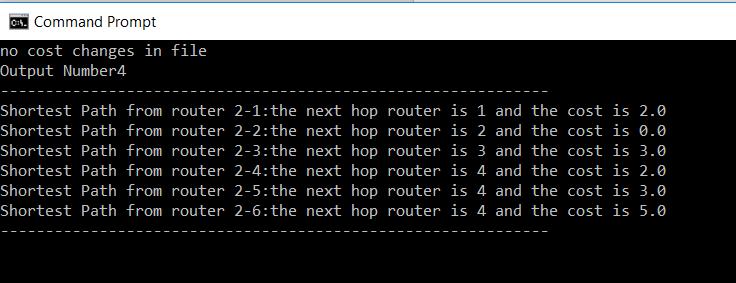 Command Prompt
no cost changes in file
Output Number4
-------------------------------------------------------------
Shortest Path from router 2-1:the next hop router is 1 and the cost is 2.0
Shortest Path from router 2-2:the next hop router is 2 and the cost is 0.0
Shortest Path from router 2-3:the next hop router is 3 and the cost is 3.0
Shortest Path from router 2-4:the next hop router is 4 and the cost is 2.0
Shortest Path from router 2-5:the next hop router is 4 and the cost is 3.0
Shortest Path from router 2-6:the next hop router is 4 and the cost is 5.0
-------------------------------------------------------------